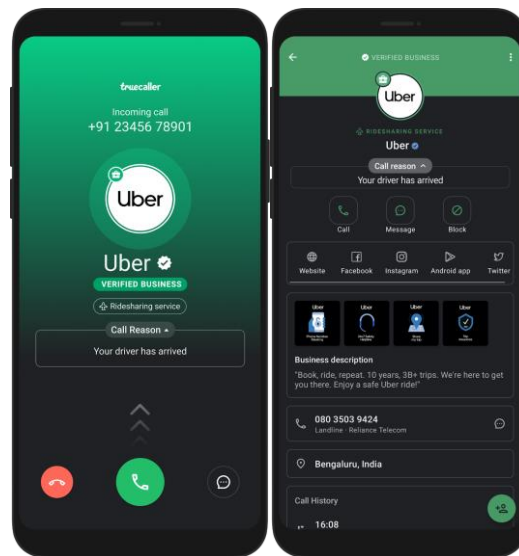 truecaller
Incoming call
+91 23456 78901
Uber
Uber
VERIFIED BUSINESS
Ridesharing service
Call Reason
Your driver has arrived
VERIFIED BUSINESS
Uber
RIDESHARING SERVICE
Uber
Call reason
Your driver has arrived
Call Message Block
Website Facebook Instagram Android app Twitter
Uber Uber Uber Uber
Business description
"Book, ride, repeat. 10 years, 3B+ trips. We're here to get
you there. Enjoy a safe Uber ride!"
080 3503 9424
Landline · Reliance Telecom
Bengaluru, India
Call History
16:08